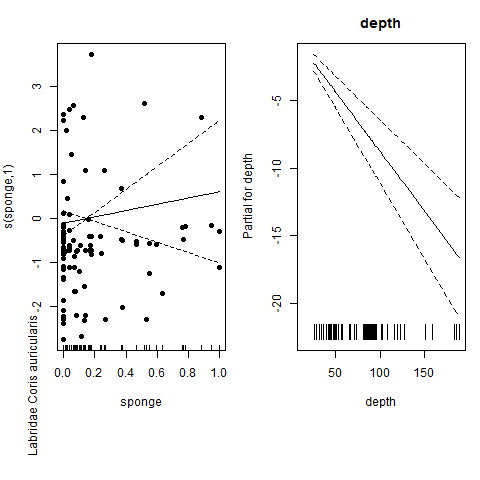 depth
s(sponge,1)
3
2
1
0
-1
-2
0.0 0.2 0.4 0.6 0.8 1.0
sponge
Labridae Coris auricularis
Partial for depth
-5
-10
-15
-20
50 100 150
depth